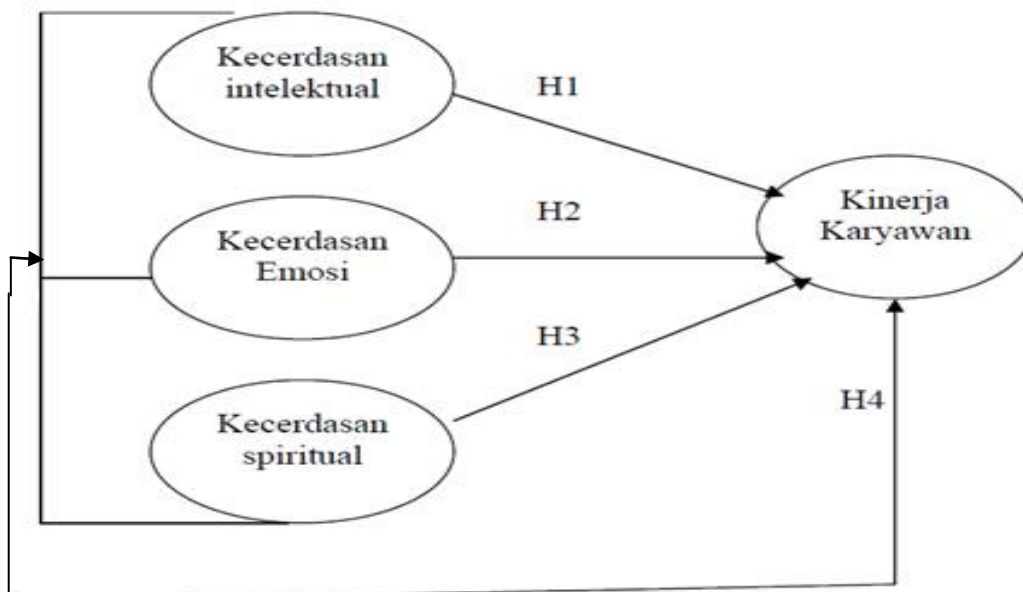 Kecerdasan
intelektual
H1
Kinerja
Karyawan
H2
Kecerdasan
Emosi
H3
H4
Kecerdasan
spiritual